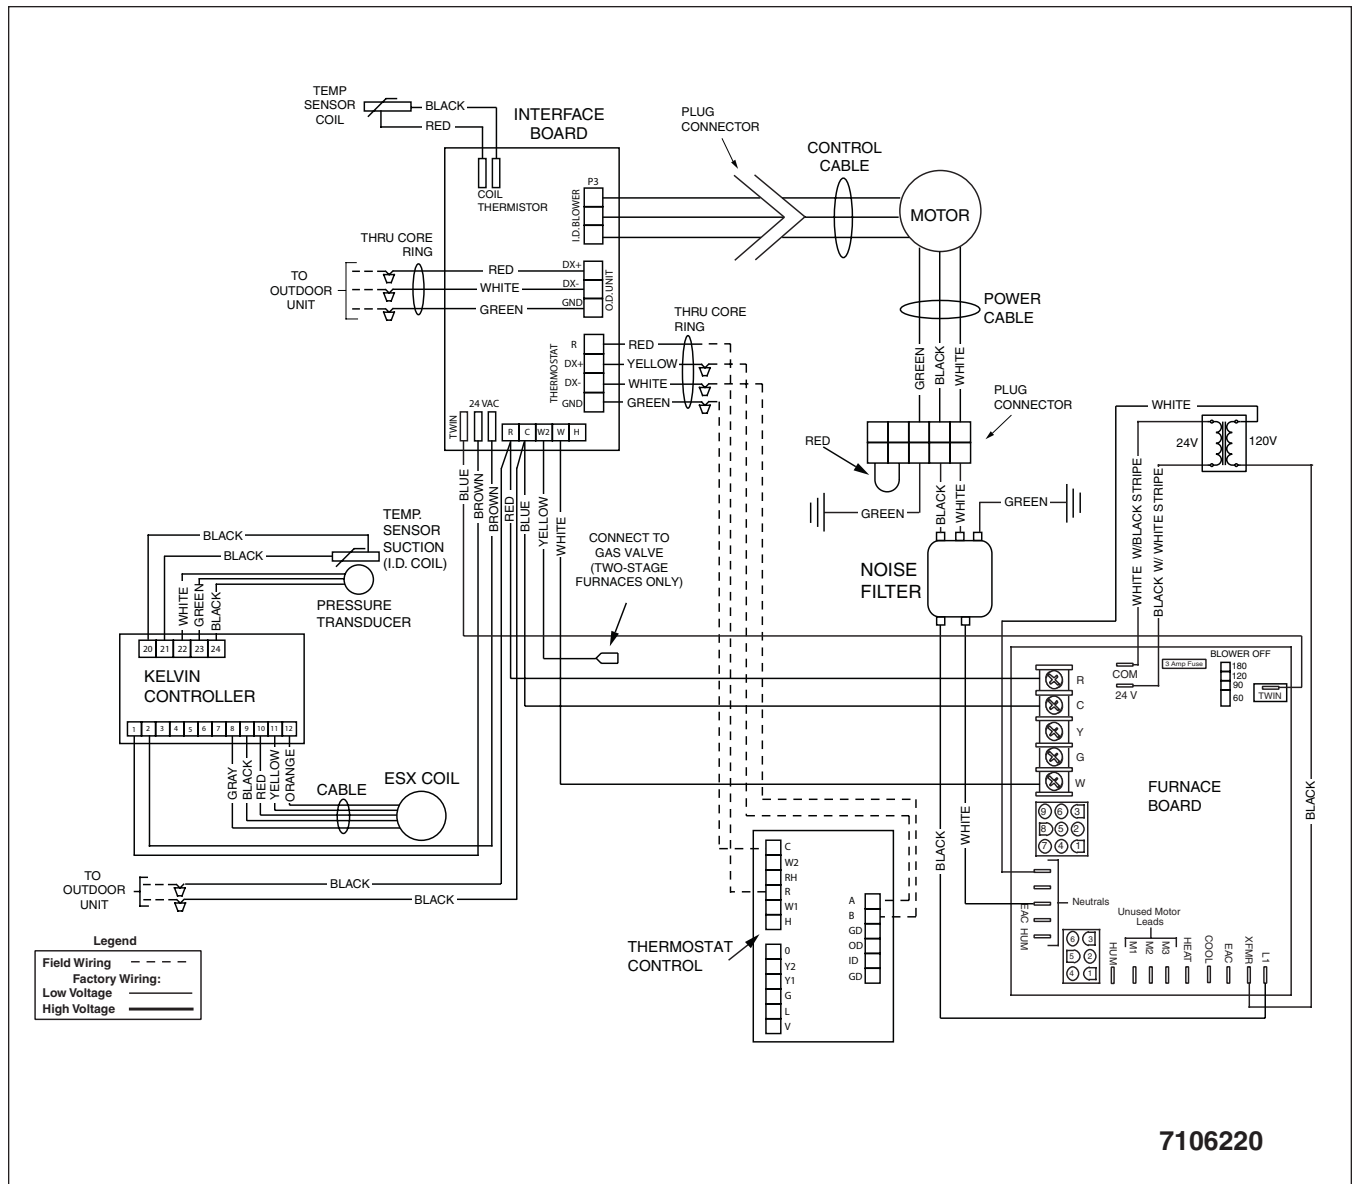 TEMP
SENSOR
COIL
BLACK
RED
INTERFACE
BOARD
COIL
THERMISTOR
P3
I.D.BLOWER
PLUG
CONNECTOR
CONTROL
CABLE
MOTOR
THRU CORE
RING
TO
OUTDOOR
UNIT
RED
WHITE
GREEN
DX+
DX-
GND
O.D.UNIT
THRU CORE
RING
THERMOSTAT
R
DX+
DX-
GND
RED
YELLOW
WHITE
GREEN
POWER
CABLE
GREEN
BLACK
WHITE
PLUG
CONNECTOR
RED
GREEN
BLACK
WHITE
GREEN
NOISE
FILTER
BLACK
WHITE
WHITE
24V
120V
WHITE W/BLACK STRIPE
BLACK W/ WHITE STRIPE
BLACK
TWIN
24 VAC
R C W2 W H
BLUE
BROWN
BROWN
RED
BLUE
YELLOW
WHITE
CONNECT TO
GAS VALVE
(TWO-STAGE
FURNACES ONLY)
BLACK
BLACK
TEMP.
SENSOR
SUCTION
(I.D. COIL)
WHITE
GREEN
BLACK
PRESSURE
TRANSDUCER
20 21 22 23 24
KELVIN
CONTROLLER
1 2 3 4 5 6 7 8 9 10 11 12
GRAY
BLACK
RED
YELLOW
ORANGE
CABLE
ESX COIL
TO
OUTDOOR
UNIT
BLACK
BLACK
Legend
Field Wiring
Factory Wiring:
Low Voltage
High Voltage
THERMOSTAT
CONTROL
C
W2
RH
R
W1
H
0
Y2
Y1
G
L
V
A
B
GD
OD
ID
GD
COM
24 V
3 Amp Fuse
BLOWER OFF
180
120
90
60
TWIN
R
C
Y
G
W
FURNACE
BOARD
9 6 3
8 5 2
7 4 1
Neutrals
EAC HUM
6 3
5 2
4 1
Unused Motor
Leads
HUM
M1
M2
M3
HEAT
COOL
EAC
XFMR
L1
7106220